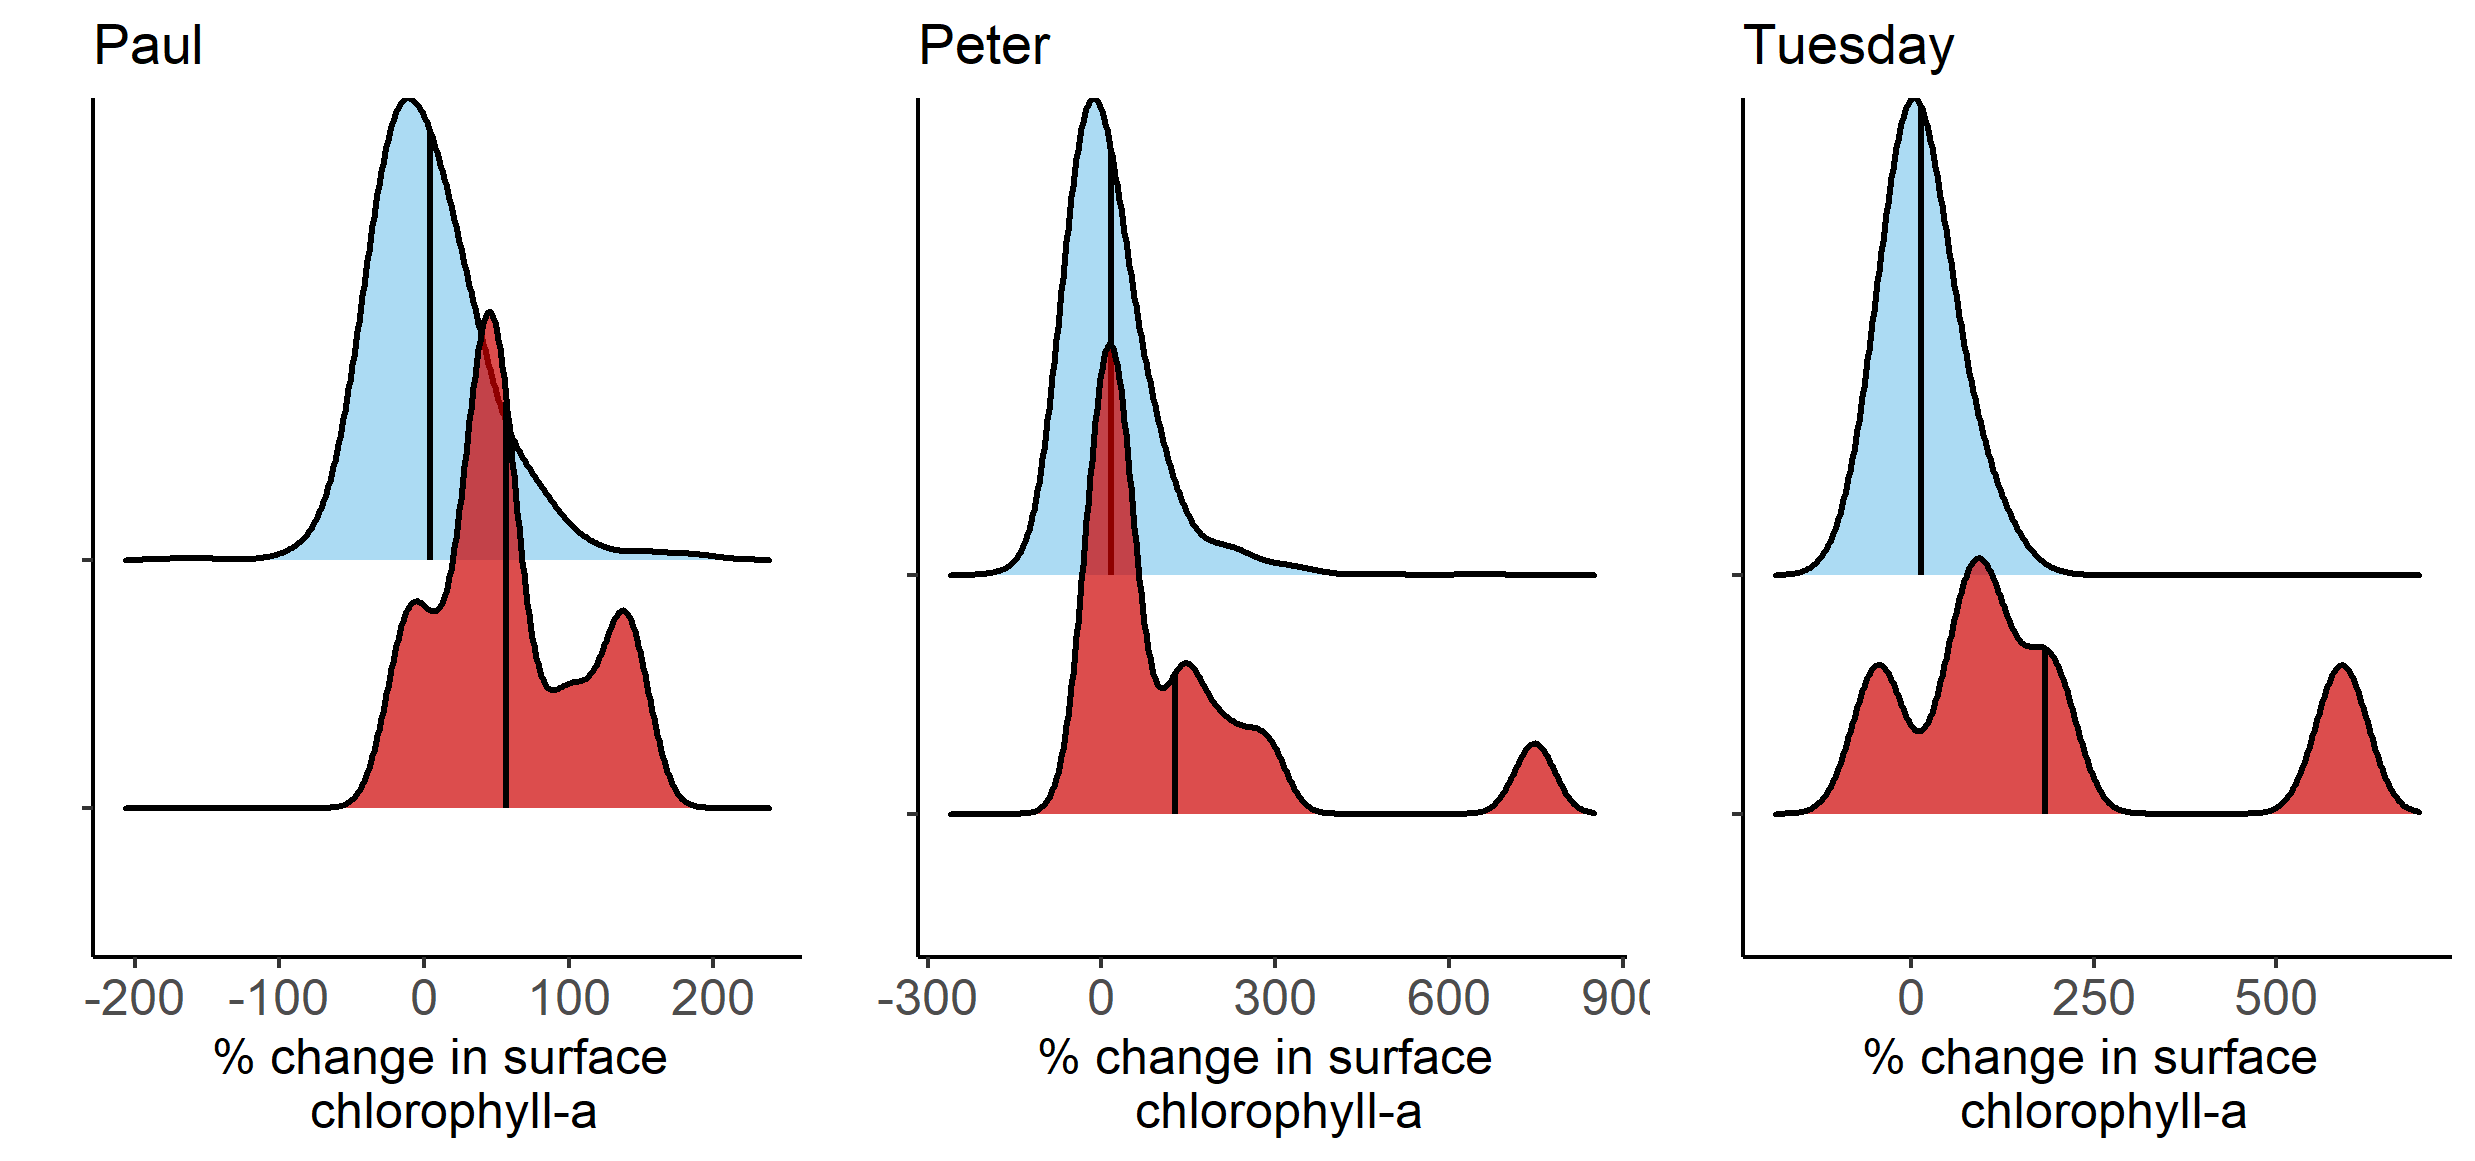 Paul
Peter
Tuesday
-200 -100 0 100 200
-300 0 300 600 900
0 250 500
% change in surface
chlorophyll-a
% change in surface
chlorophyll-a
% change in surface
chlorophyll-a